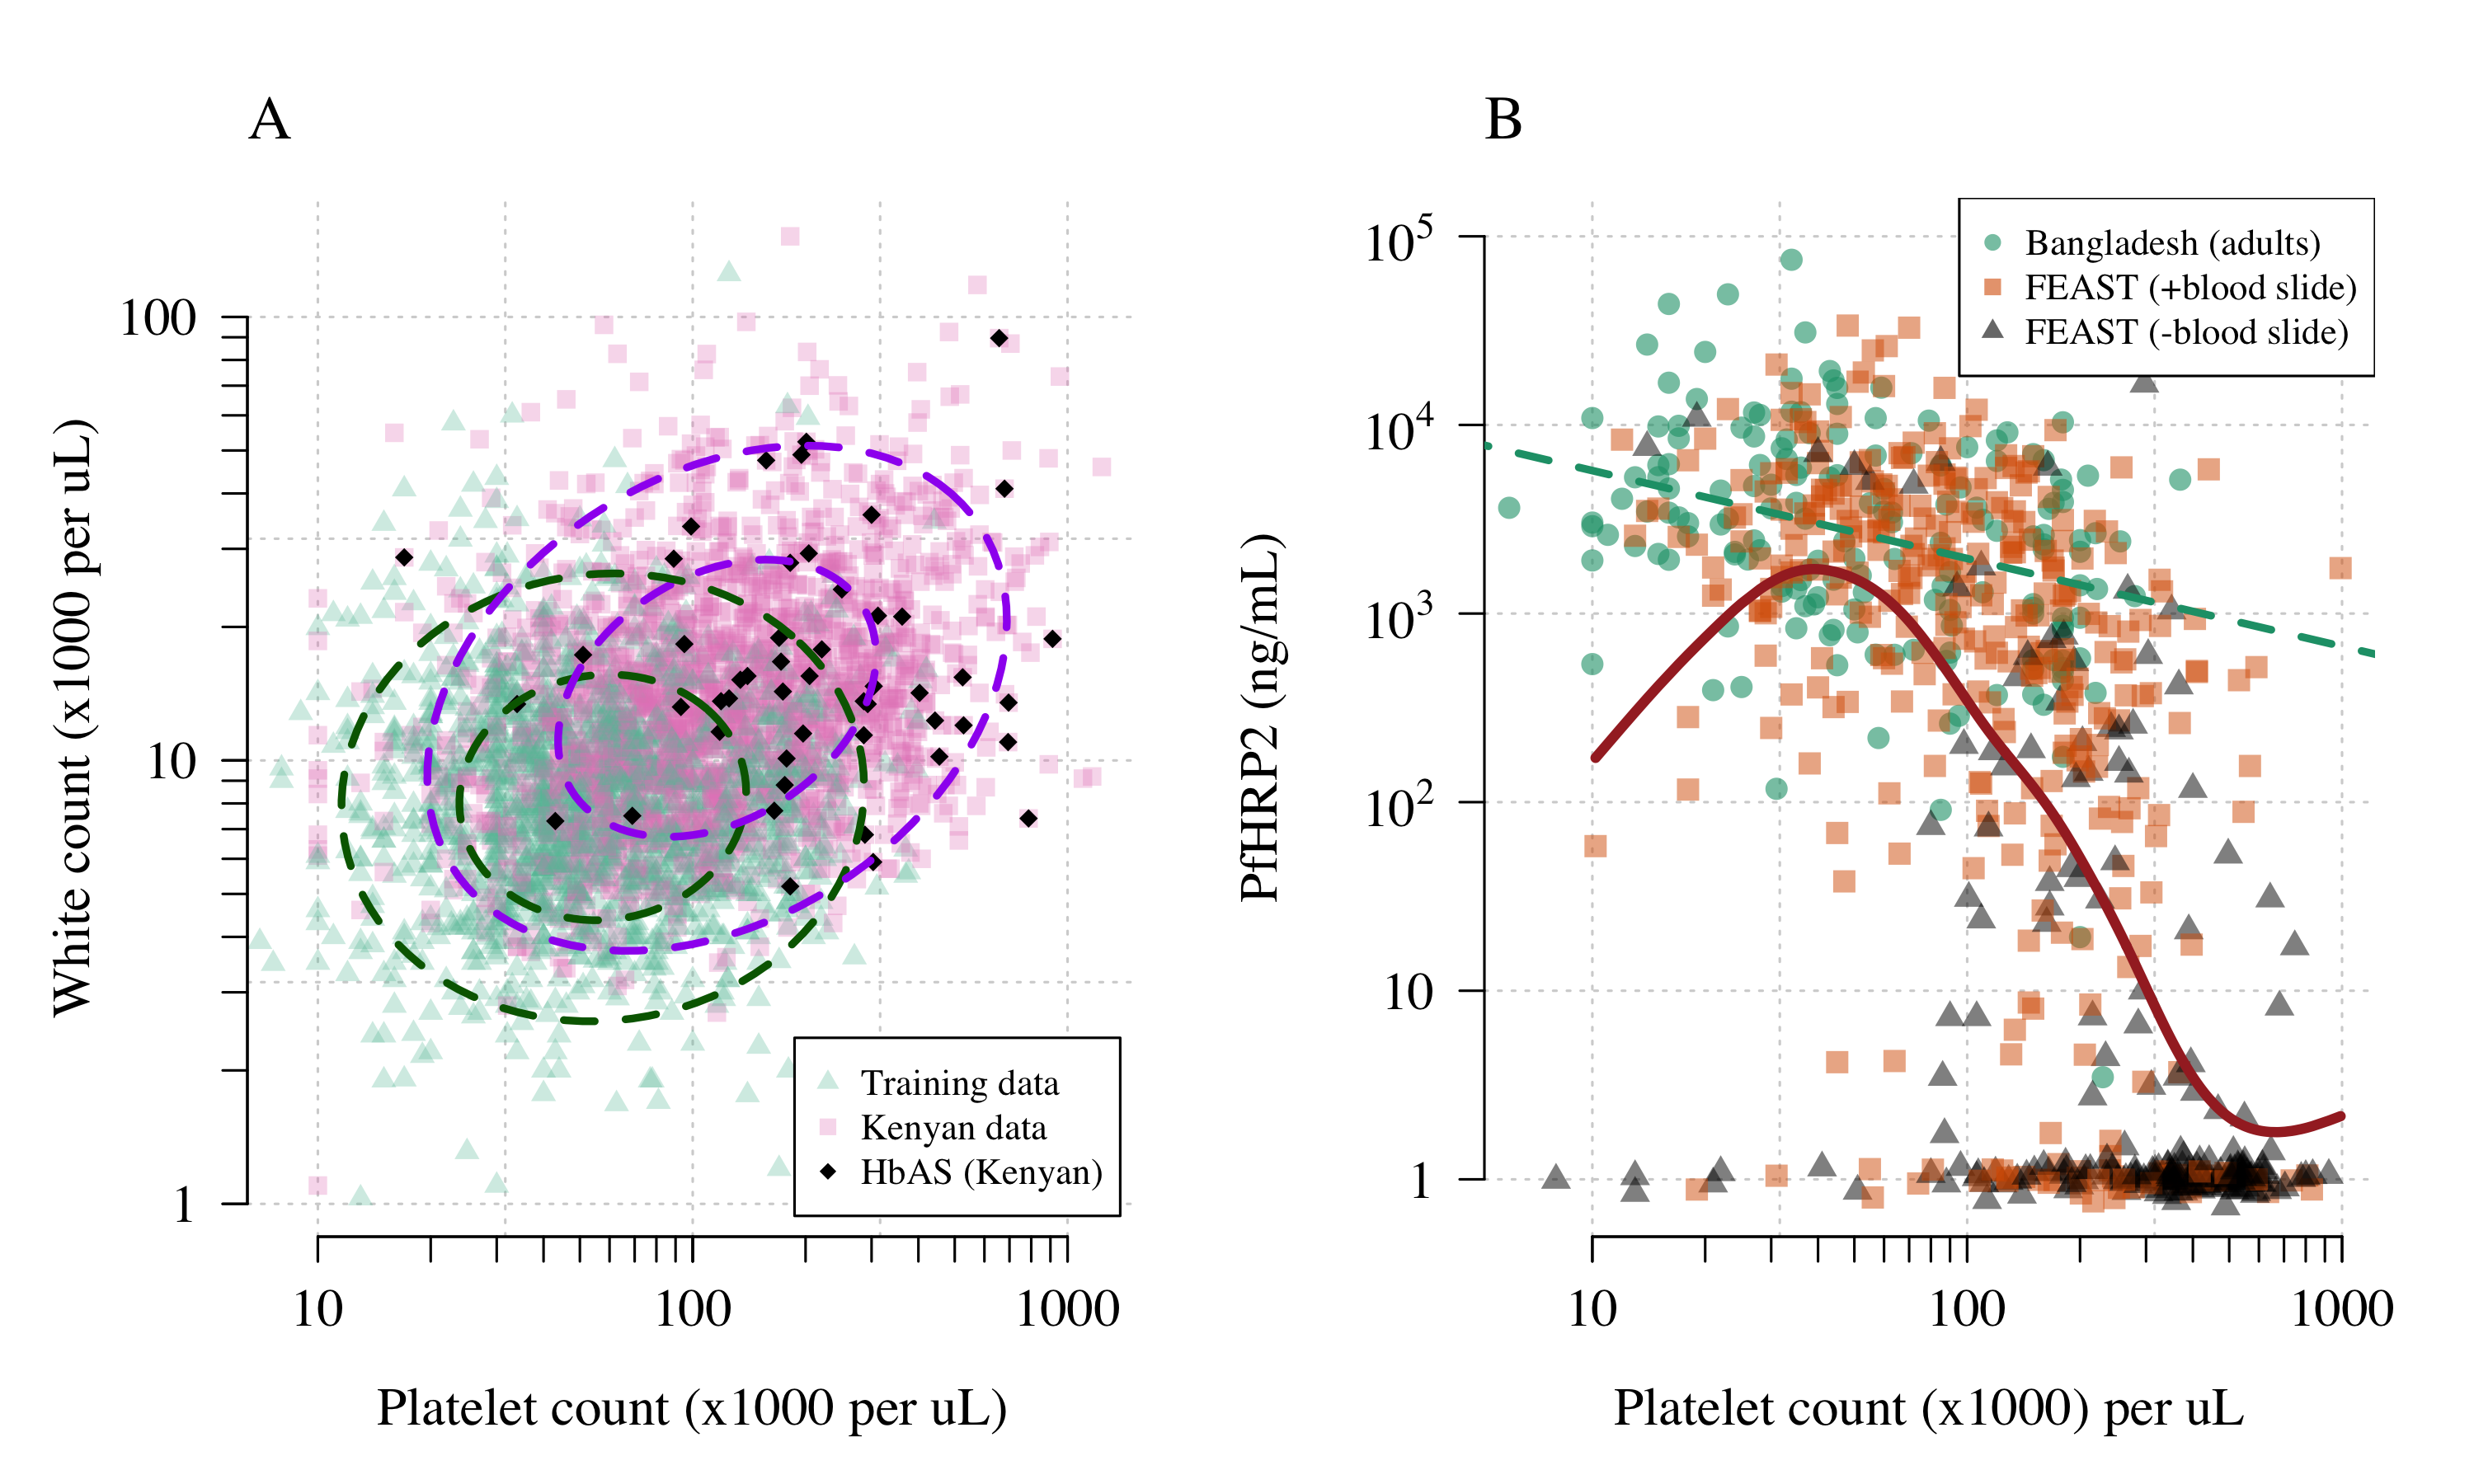 A
White count (x 1000 per uL)
100
10
1
Training data
Kenyan data
HbAS (Kenyan)
10 100 1000
Platelet count (x1000 per uL)
B
PfHRP2 (ng/mL)
10⁵
10⁴
10³
10²
10
1
Bangladesh (adults)
FEAST (+blood slide)
FEAST (-blood slide)
10 100 1000
Platelet count (x1000) per uL